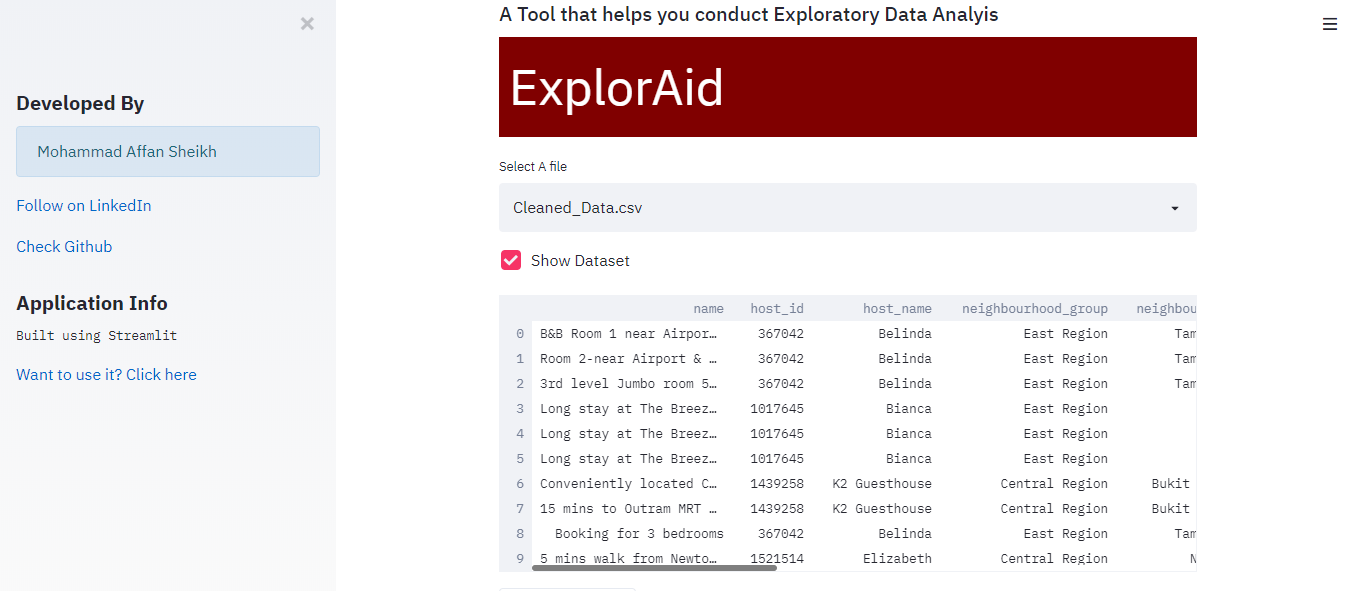 Developed By
Mohammad Affan Sheikh
Follow on LinkedIn
Check Github
Application Info
Built using Streamlit
Want to use it? Click here
A Tool that helps you conduct Exploratory Data Analyis
ExplorAid
Select A file
Cleaned_Data.csv
Show Dataset
name host_id host_name neighbourhood_group neighbou
0 B&B Room 1 near Airpor… 367042 Belinda East Region Tam
1 Room 2-near Airport & … 367042 Belinda East Region Tam
2 3rd level Jumbo room 5… 367042 Belinda East Region Tam
3 Long stay at The Breez… 1017645 Bianca East Region
4 Long stay at The Breez… 1017645 Bianca East Region
5 Long stay at The Breez… 1017645 Bianca East Region
6 Conveniently located C… 1439258 K2 Guesthouse Central Region Bukit
7 15 mins to Outram MRT … 1439258 K2 Guesthouse Central Region Bukit
8 Booking for 3 bedrooms 367042 Belinda East Region Tam
9 5 mins walk from Newto… 1521514 Elizabeth Central Region N